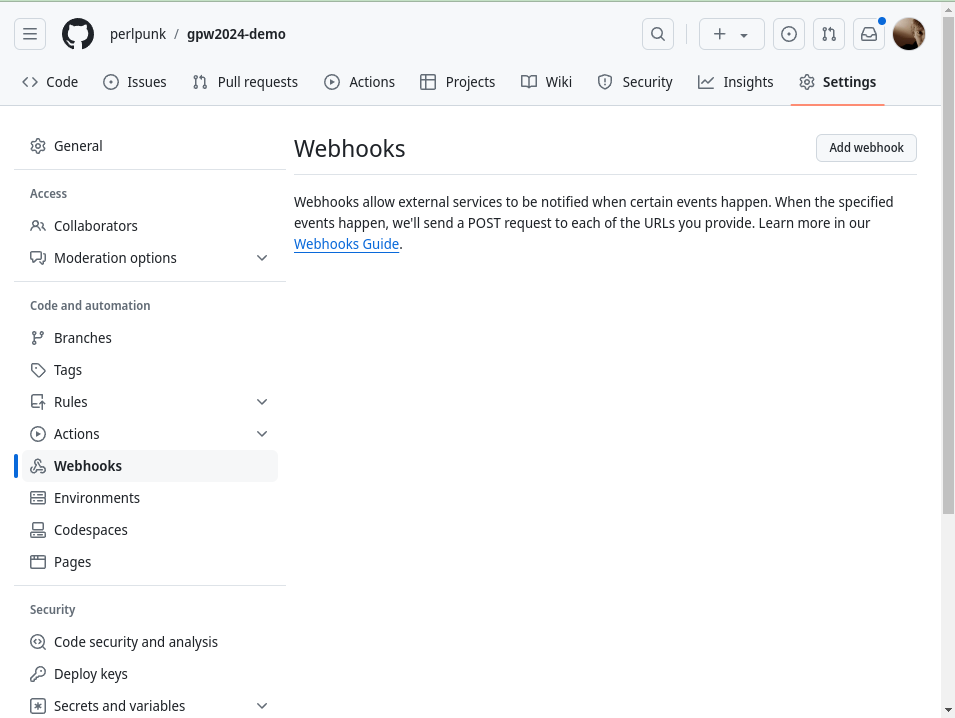 perlpunk / gpw2024-demo
Code Issues Pull requests Actions Projects Wiki Security Insights Settings
General
Access
Collaborators
Moderation options
Code and automation
Branches
Tags
Rules
Actions
Webhooks
Environments
Codespaces
Pages
Security
Code security and analysis
Deploy keys
Secrets and variables
Webhooks
Add webhook
Webhooks allow external services to be notified when certain events happen. When the specified
events happen, we'll send a POST request to each of the URLs you provide. Learn more in our
Webhooks Guide.